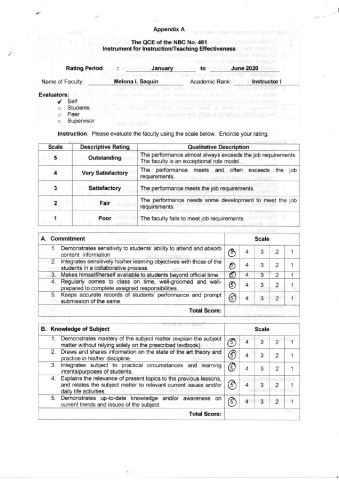 Appendix A
The QCE of the NBC No. 461
Instrument for Instruction/Teaching Effectiveness
Rating Period : January to June 2020
Name of Faculty: Melona I. Saquin Academic Rank: Instructor I
Evaluators:
✓ Self
o Students
o Peer
o Supervisor
Instruction: Please evaluate the faculty using the scale below. Encircle your rating.
Scale Descriptive Rating Qualitative Description
5 Outstanding The performance almost always exceeds the job requirements.
The faculty is an exceptional role model.
4 Very Satisfactory The performance meets and often exceeds the job
requirements.
3 Satisfactory The performance meets the job requirements.
2 Fair The performance needs some development to meet the job
requirements.
1 Poor The faculty fails to meet job requirements.
A. Commitment Scale
1. Demonstrates sensitivity to students' ability to attend and absorb
content information. 5 4 3 2 1
2. Integrates sensitively his/her learning objectives with those of the
students in a collaborative process. 5 4 3 2 1
3. Makes himself/herself available to students beyond official time. 5 4 3 2 1
4. Regularly comes to class on time, well-groomed and well-
prepared to complete assigned responsibilities. 5 4 3 2 1
5. Keeps accurate records of students' performance and prompt
submission of the same. 5 4 3 2 1
Total Score:
B. Knowledge of Subject Scale
1. Demonstrates mastery of the subject matter (explain the subject
matter without relying solely on the prescribed textbook). 5 4 3 2 1
2. Draws and shares information on the state of the art theory and
practice in his/her discipline. 5 4 3 2 1
3. Integrates subject to practical circumstances and learning
intents/purposes of students. 5 4 3 2 1
4. Explains the relevance of present topics to the previous lessons,
and relates the subject matter to relevant current issues and/or
daily life activities. 5 4 3 2 1
5. Demonstrates up-to-date knowledge and/or awareness on
current trends and issues of the subject. 5 4 3 2 1
Total Score: